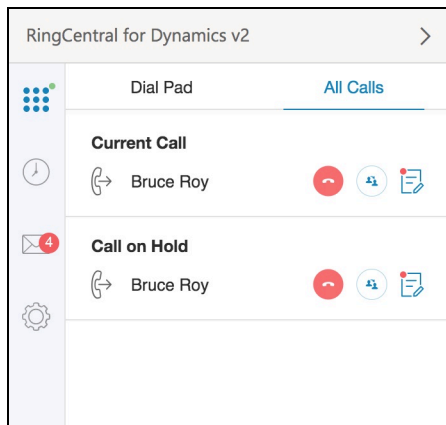 RingCentral for Dynamics v2
Dial Pad
All Calls
Current Call
Bruce Roy
4
Call on Hold
Bruce Roy